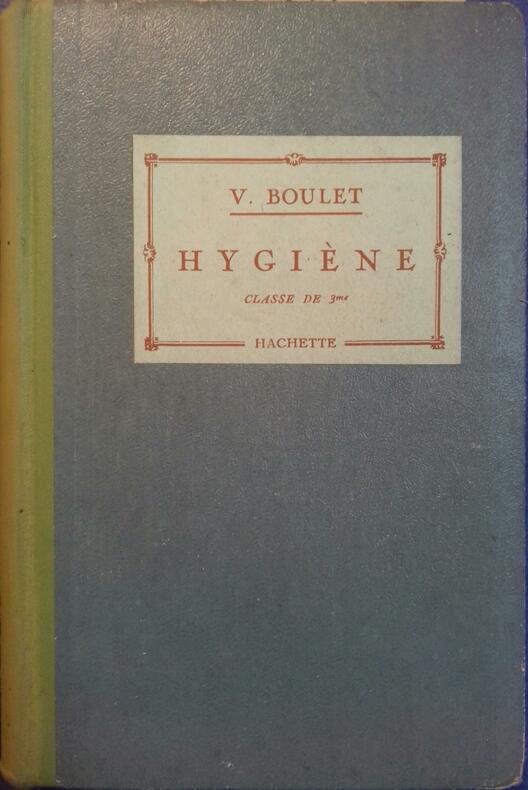 V. BOULET
HYGIÈNE
CLASSE DE 3me
HACHETTE